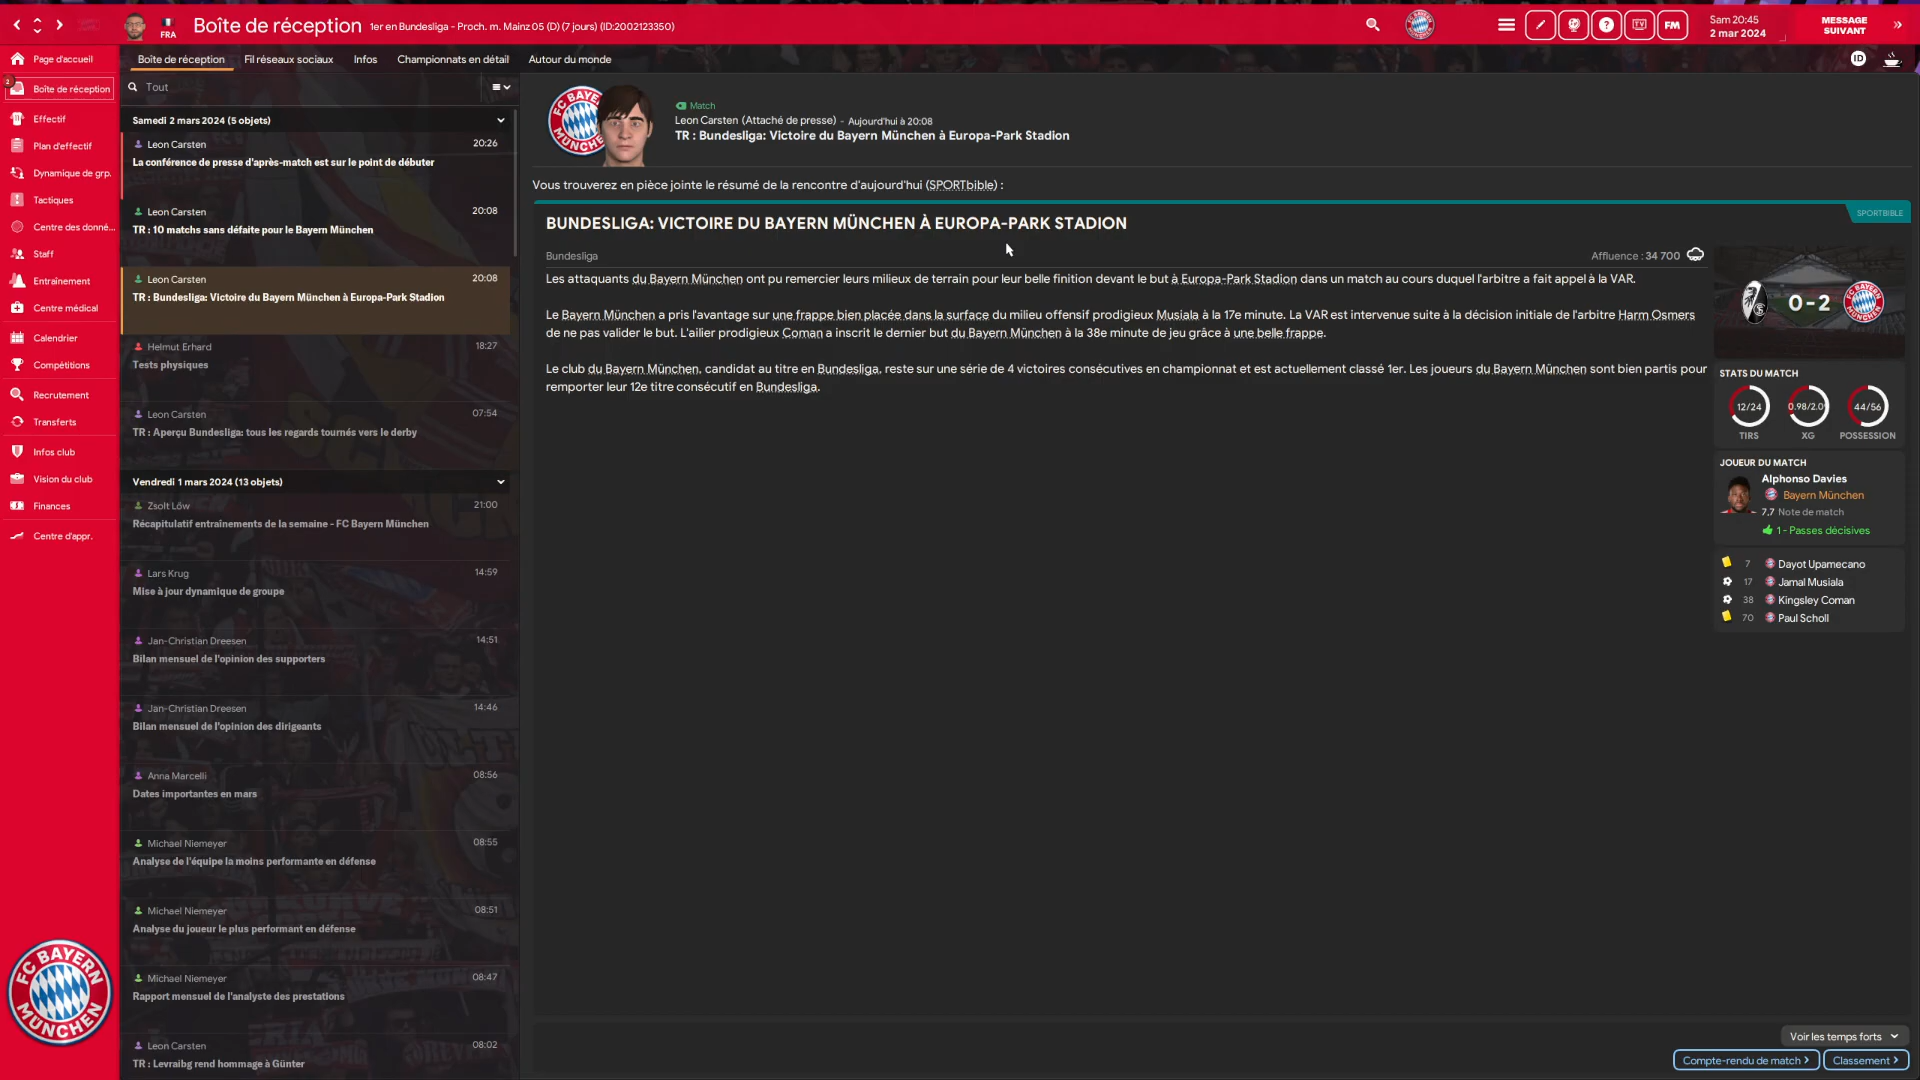 FRA
Boîte de réception
1er en Bundesliga - Proch. m. Mainz 05 (D) (7 jours) (ID:2002123350)
FM
Sam 20:45
2 mar 2024
MESSAGE
SUIVANT
Page d'accueil
2
Boîte de réception
Effectif
Plan d'effectif
Dynamique de grp.
Tactiques
Centre des donné...
Staff
Entraînement
Centre médical
Calendrier
Compétitions
Recrutement
Transferts
Infos club
Vision du club
Finances
Centre d'appr.
FC BAYERN
MÜNCHEN
Boîte de réception
Fil réseaux sociaux
Infos
Championnats en détail
Autour du monde
ID
Tout
Samedi 2 mars 2024 (5 objets)
Leon Carsten 20:26
La conférence de presse d'après-match est sur le point de débuter
Leon Carsten 20:08
TR : 10 matchs sans défaite pour le Bayern München
Leon Carsten 20:08
TR : Bundesliga: Victoire du Bayern München à Europa-Park Stadion
Helmut Erhard 18:27
Tests physiques
Leon Carsten 07:54
TR : Aperçu Bundesliga: tous les regards tournés vers le derby
Vendredi 1 mars 2024 (13 objets)
Zsolt Lőw 21:00
Récapitulatif entraînements de la semaine - FC Bayern München
Lars Krug 14:59
Mise à jour dynamique de groupe
Jan-Christian Dreesen 14:51
Bilan mensuel de l'opinion des supporters
Jan-Christian Dreesen 14:46
Bilan mensuel de l'opinion des dirigeants
Anna Marcelli 08:56
Dates importantes en mars
Michael Niemeyer 08:55
Analyse de l'équipe la moins performante en défense
Michael Niemeyer 08:51
Analyse du joueur le plus performant en défense
Michael Niemeyer 08:47
Rapport mensuel de l'analyste des prestations
Leon Carsten 08:02
TR : Levraibg rend hommage à Günter
Match
Leon Carsten (Attaché de presse) - Aujourd'hui à 20:08
TR : Bundesliga: Victoire du Bayern München à Europa-Park Stadion
Vous trouverez en pièce jointe le résumé de la rencontre d'aujourd'hui (SPORTbible) :
SPORTBIBLE
BUNDESLIGA: VICTOIRE DU BAYERN MÜNCHEN À EUROPA-PARK STADION
Bundesliga
Affluence : 34 700
Les attaquants du Bayern München ont pu remercier leurs milieux de terrain pour leur belle finition devant le but à Europa-Park Stadion dans un match au cours duquel l'arbitre a fait appel à la VAR.
Le Bayern München a pris l'avantage sur une frappe bien placée dans la surface du milieu offensif prodigieux Musiala à la 17e minute. La VAR est intervenue suite à la décision initiale de l'arbitre Harm Osmers
de ne pas valider le but. L'ailier prodigieux Coman a inscrit le dernier but du Bayern München à la 38e minute de jeu grâce à une belle frappe.
Le club du Bayern München, candidat au titre en Bundesliga, reste sur une série de 4 victoires consécutives en championnat et est actuellement classé 1er. Les joueurs du Bayern München sont bien partis pour
remporter leur 12e titre consécutif en Bundesliga.
0-2
STATS DU MATCH
12/24
0.98/2.0
44/56
TIRS
XG
POSSESSION
JOUEUR DU MATCH
Alphonso Davies
Bayern München
7,7 Note de match
1 - Passes décisives
7 Dayot Upamecano
17 Jamal Musiala
38 Kingsley Coman
70 Paul Scholl
Voir les temps forts
Compte-rendu de match
Classement